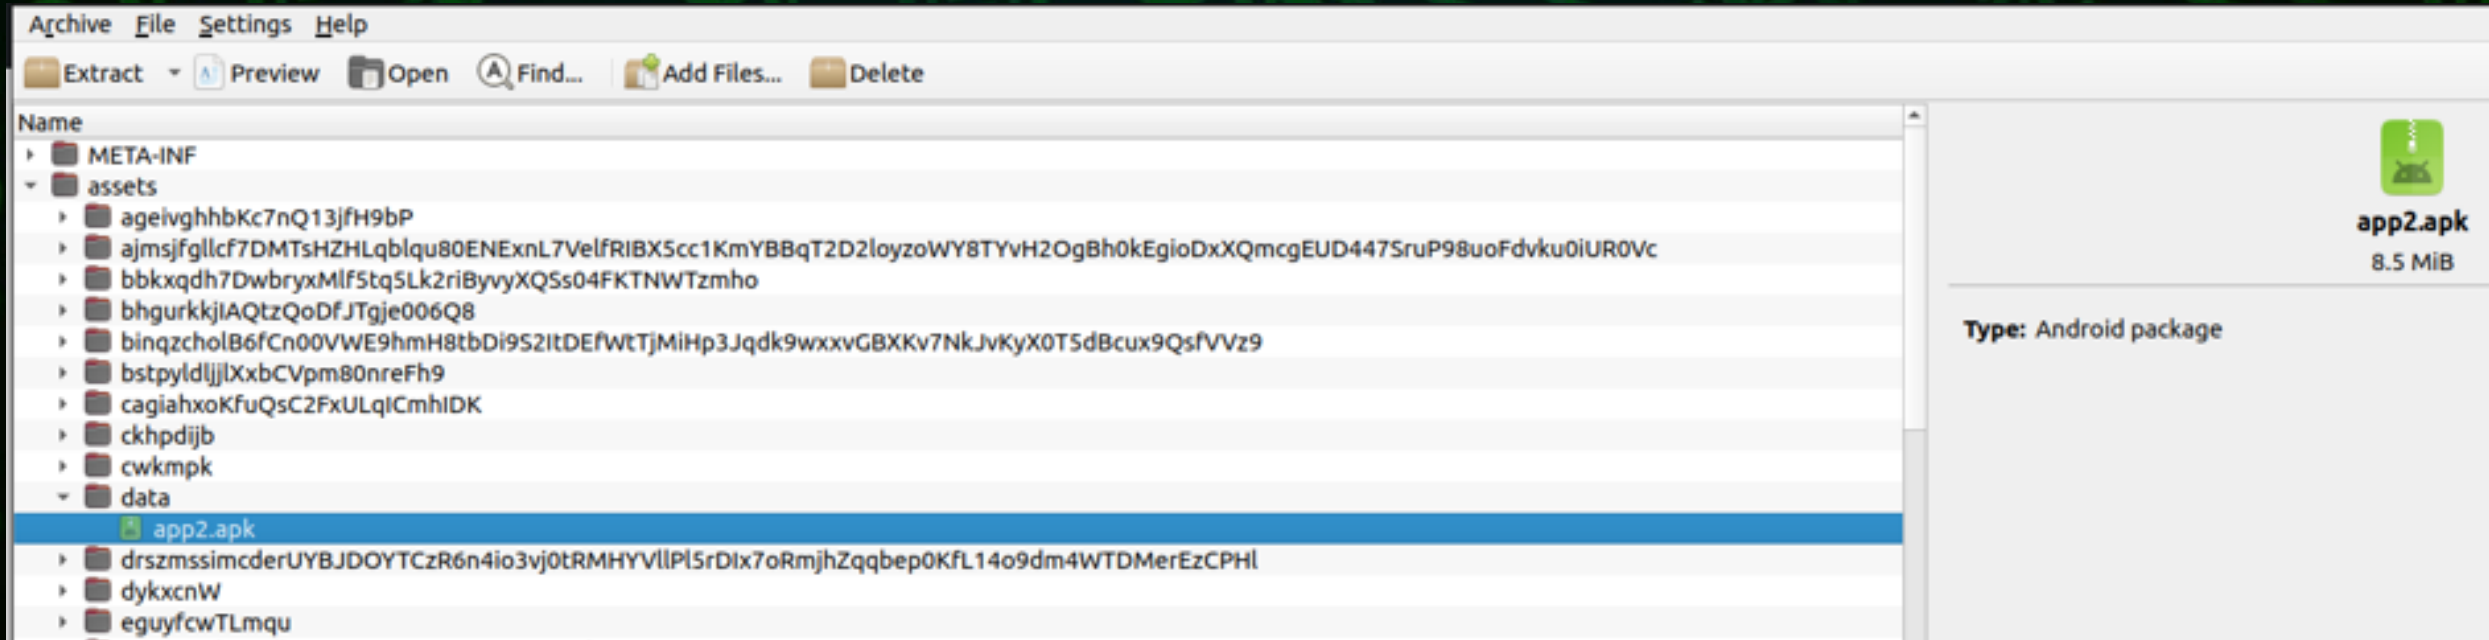 Archive File Settings Help
Extract Preview Open Find... Add Files... Delete
Name
META-INF
assets
ageivghhbKc7nQ13jfH9bP
ajmsjfgllcf7DMTsHZHLqblqu80ENExnL7VelfRIBX5cc1KmYBBqT2D2loyzoWY8TYvH2OgBh0kEgioDxXQmcgEUD447SruP98uoFdvku0iUR0Vc
bbkxqdh7DwbryxMlf5tq5Lk2riByvyXQSs04FKTNWTzmho
bhgurkkjIAQtzQoDfJTgje006Q8
binqzcholB6fCn00VWE9hmH8tbDi9S2ItDEfWtTjMiHp3Jqdk9wxxvGBXKv7NkJvKyX0T5dBcux9QsfVVz9
bstpyldljjlXxbCVpm80nreFh9
cagiahxoKfuQsC2FxULqICmhIDK
ckhpdijb
cwkmpk
data
app2.apk
drszmssimcderUYBJDOYTCzR6n4io3vj0tRMHYVllPl5rDIx7oRmjhZqqbep0KfL14o9dm4WTDMerEzCPHl
dykxcnW
eguyfcwTLmqu
app2.apk
8.5 MiB
Type: Android package